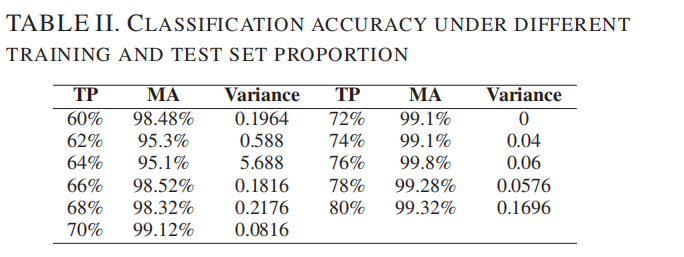 TABLE II. CLASSIFICATION ACCURACY UNDER DIFFERENT
TRAINING AND TEST SET PROPORTION
TP MA Variance TP MA Variance
60% 98.48% 0.1964 72% 99.1% 0
62% 95.3% 0.588 74% 99.1% 0.04
64% 95.1% 5.688 76% 99.8% 0.06
66% 98.52% 0.1816 78% 99.28% 0.0576
68% 98.32% 0.2176 80% 99.32% 0.1696
70% 99.12% 0.0816